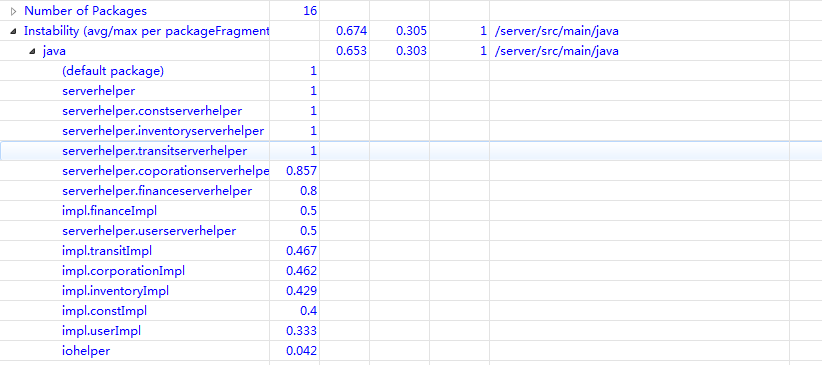 Number of Packages 16
Instability (avg/max per packageFragment 0.674 0.305 1 /server/src/main/java
java 0.653 0.303 1 /server/src/main/java
(default package) 1
serverhelper 1
serverhelper.constserverhelper 1
serverhelper.inventoryserverhelper 1
serverhelper.transitserverhelper 1
serverhelper.coporationserverhelpe 0.857
serverhelper.financeserverhelper 0.8
impl.financeImpl 0.5
serverhelper.userserverhelper 0.5
impl.transitImpl 0.467
impl.corporationImpl 0.462
impl.inventoryImpl 0.429
impl.constImpl 0.4
impl.userImpl 0.333
iohelper 0.042